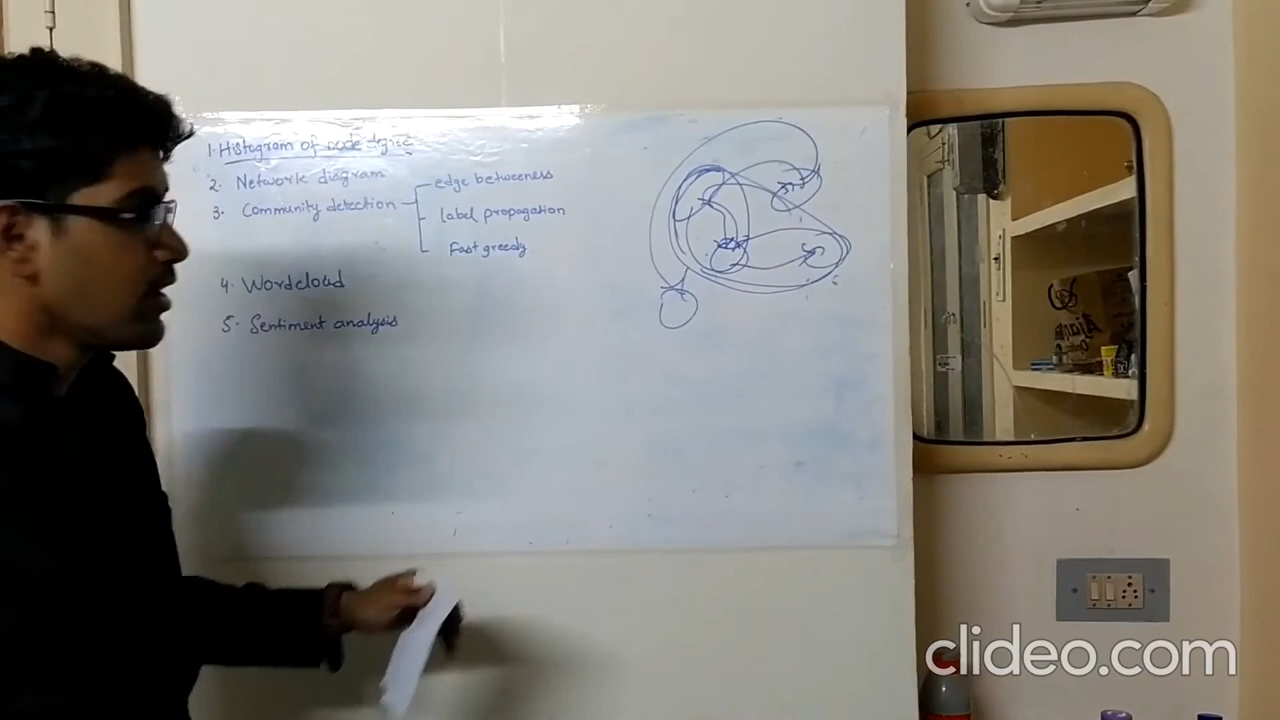 1. Histogram of node degree
2. Network diagram
3. Community detection
edge betweeness
label propagation
Fast greedy
4. Wordcloud
5. Sentiment analysis
clideo.com